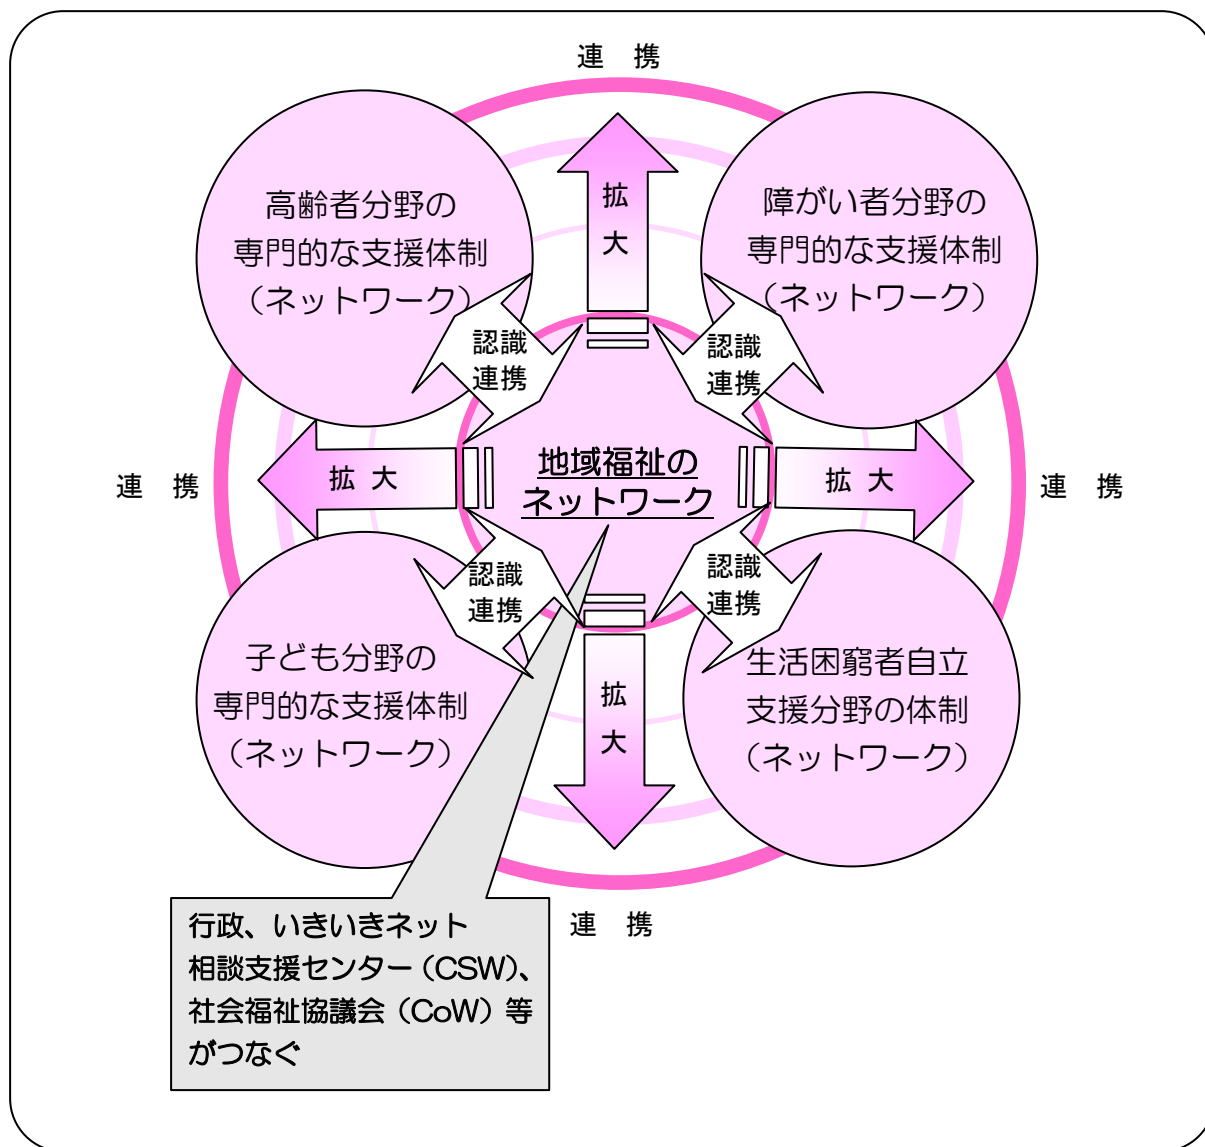 連 携
高齢者分野の
専門的な支援体制
（ネットワーク）
拡
大
障がい者分野の
専門的な支援体制
（ネットワーク）
認識
連携
認識
連携
連 携
拡 大
地域福祉の
ネットワーク
拡 大
連 携
認識
連携
認識
連携
子ども分野の
専門的な支援体制
（ネットワーク）
拡
大
生活困窮者自立
支援分野の体制
（ネットワーク）
連 携
行政、いきいきネット
相談支援センター（CSW）、
社会福祉協議会（CoW）等
がつなぐ